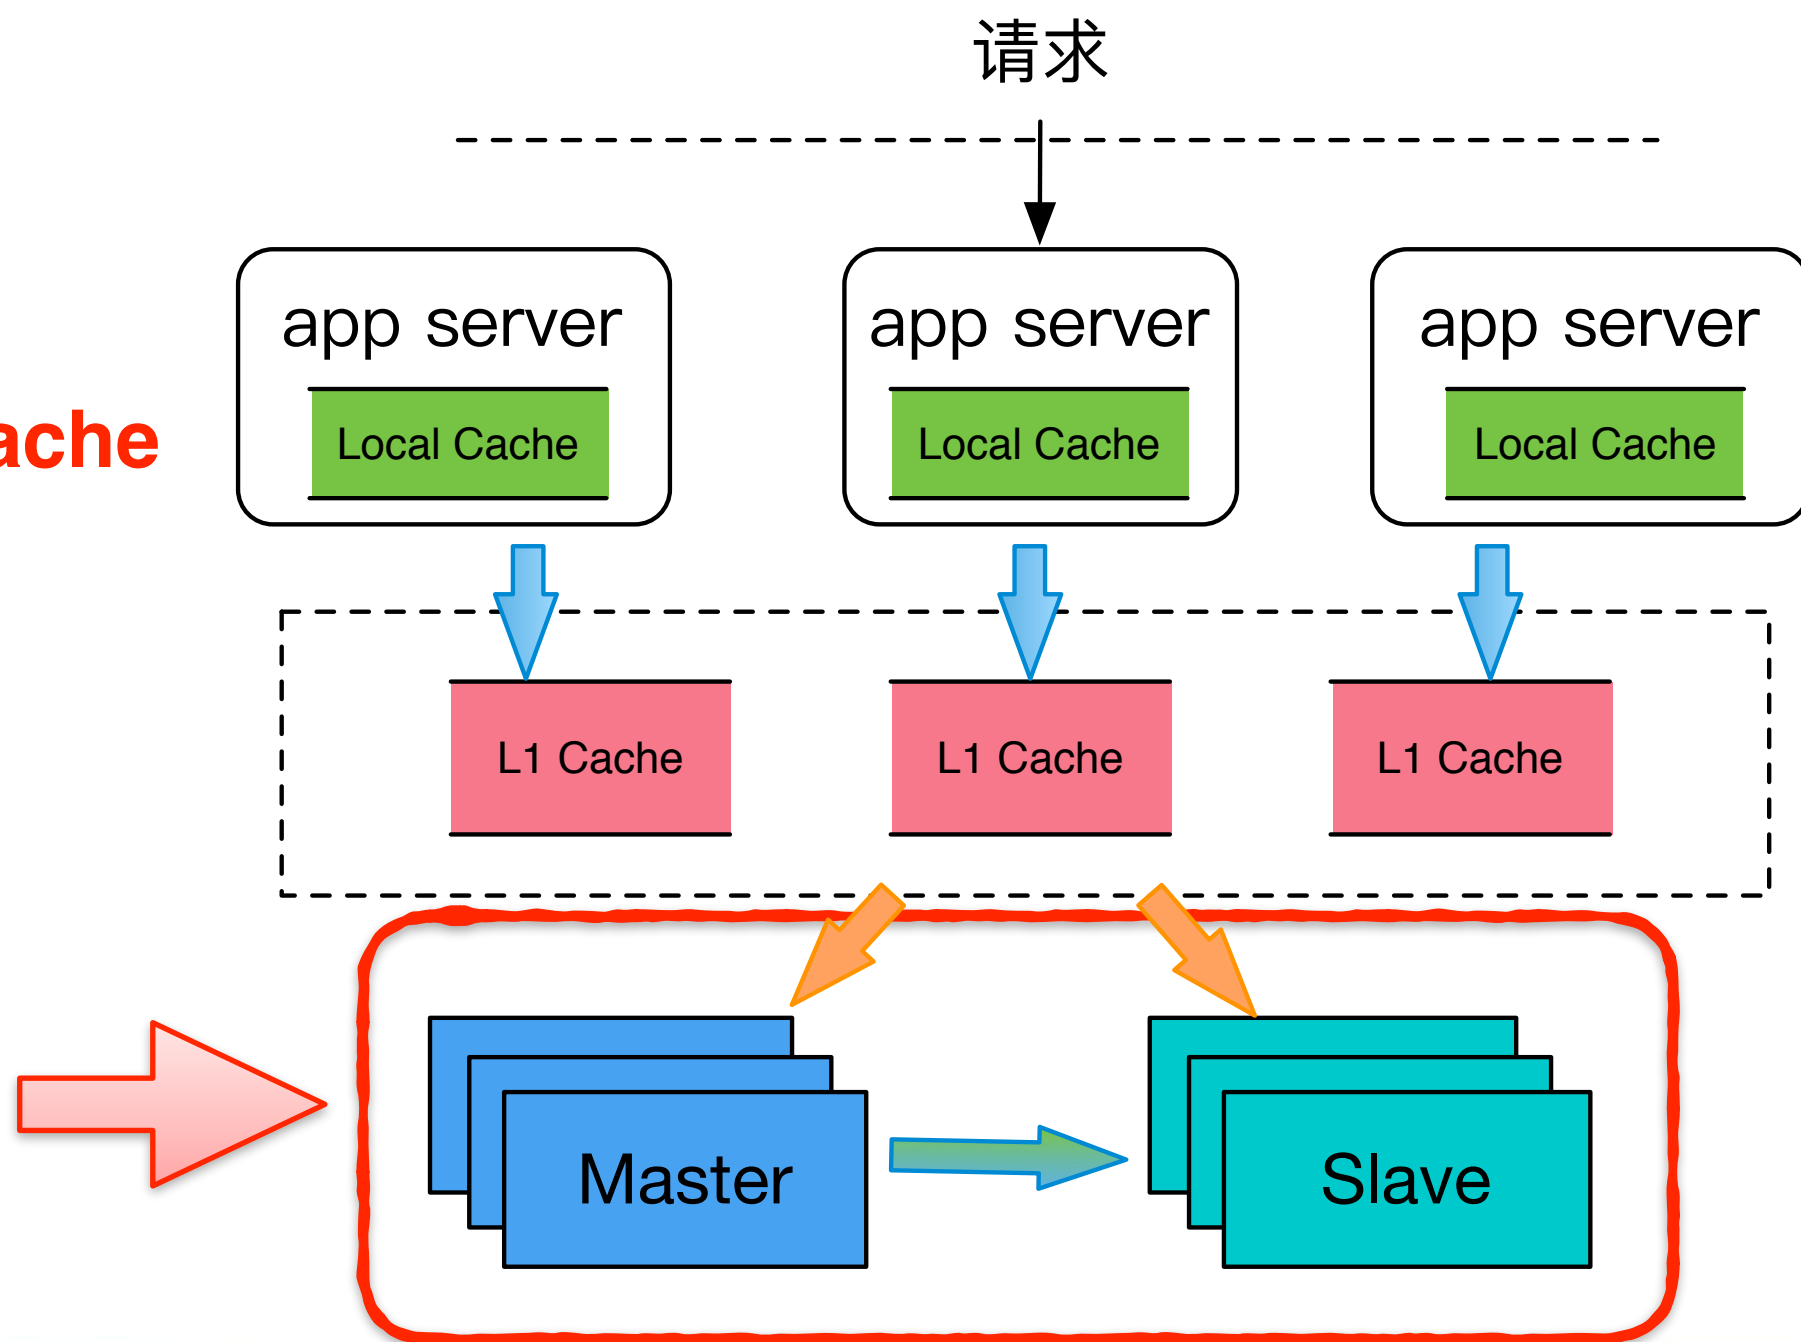 请求
app server
app server
app server
ache
Local Cache
Local Cache
Local Cache
L1 Cache
L1 Cache
L1 Cache
Master
Slave